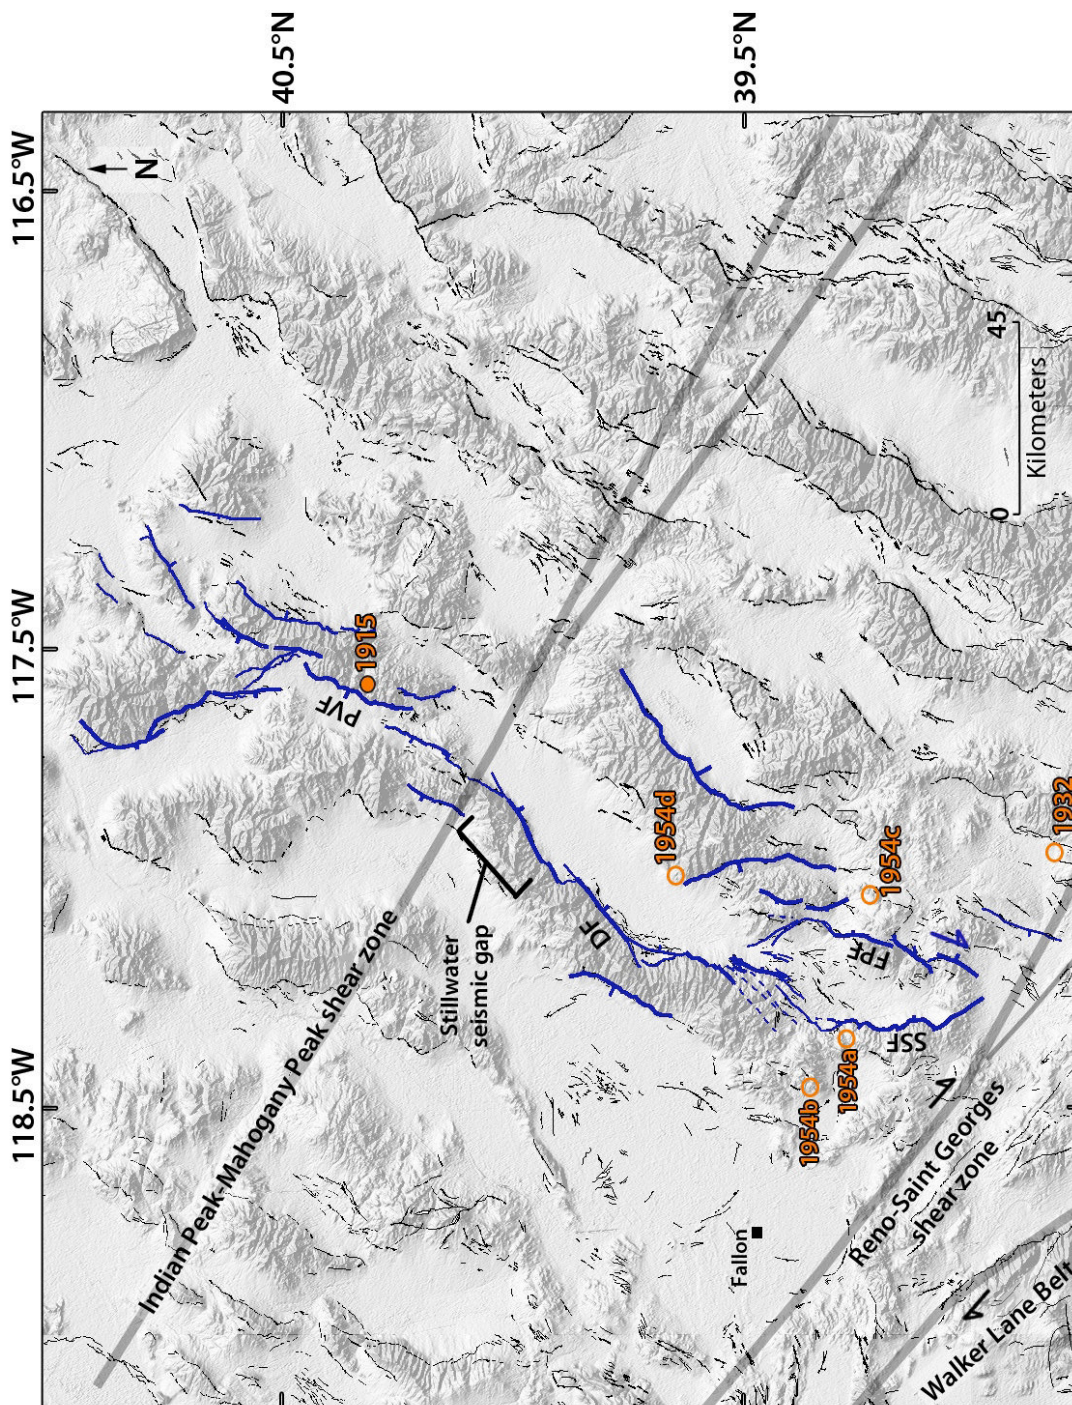 116.5°W
117.5°W
118.5°W
40.5°N
39.5°N
N
1915
PVF
Indian Peak-Mahogany Peak shear zone
Stillwater
seismic gap
DF
1954d
1954c
1932
FPF
SSF
1954a
1954b
Reno-Saint Georges
shear zone
Walker Lane Belt
Fallon
0
45
Kilometers